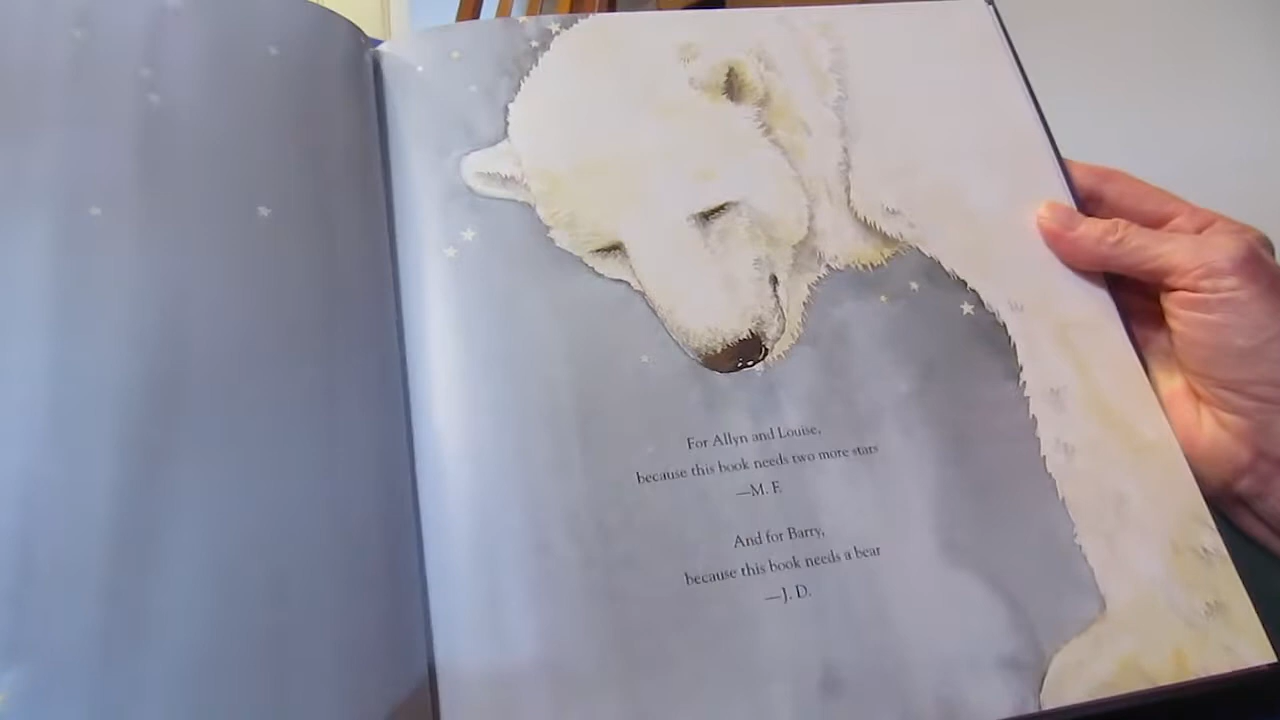 For Allyn and Louise,
because this book needs two more stars
—M. F.
And for Barry,
because this book needs a bear
—J. D.